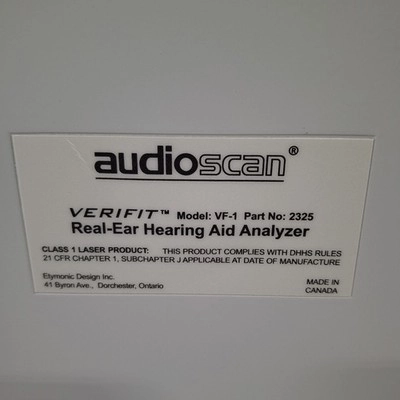 audioscan®
VERIFIT™ Model: VF-1 Part No: 2325
Real-Ear Hearing Aid Analyzer
CLASS 1 LASER PRODUCT: THIS PRODUCT COMPLIES WITH DHHS RULES
21 CFR CHAPTER 1, SUBCHAPTER J APPLICABLE AT DATE OF MANUFACTURE
Etymonic Design Inc.
41 Byron Ave., Dorchester, Ontario
MADE IN
CANADA